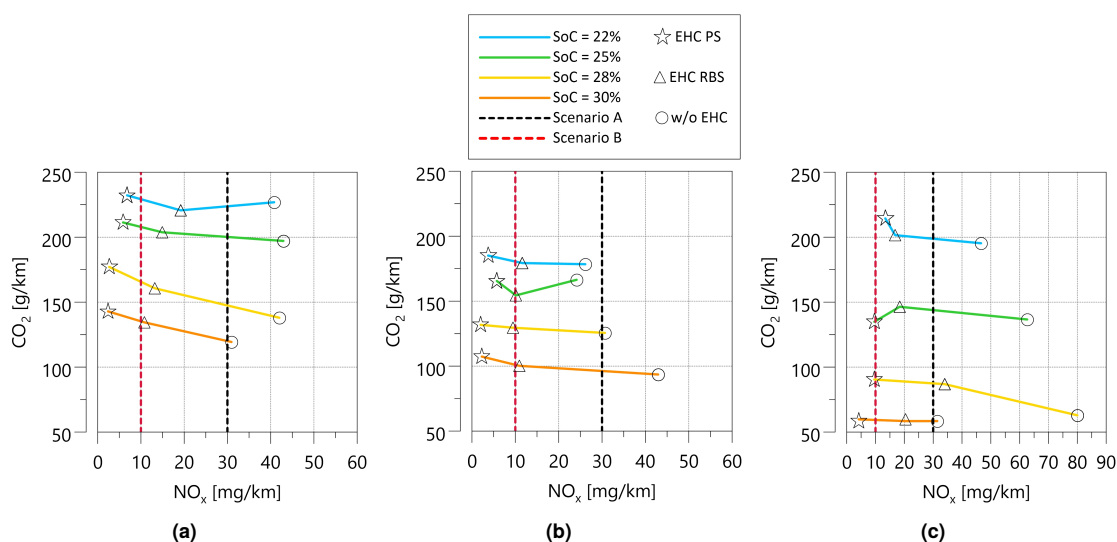 SoC = 22%
EHC PS
SoC = 25%
SoC = 28%
EHC RBS
SoC = 30%
Scenario A
w/o EHC
Scenario B
250
200
150
100
50
CO2 [g/km]
0 10 20 30 40 50 60
NOx [mg/km]
(a)
250
200
150
100
50
CO2 [g/km]
0 10 20 30 40 50 60
NOx [mg/km]
(b)
250
200
150
100
50
CO2 [g/km]
0 10 20 30 40 50 60 70 80 90
NOx [mg/km]
(c)